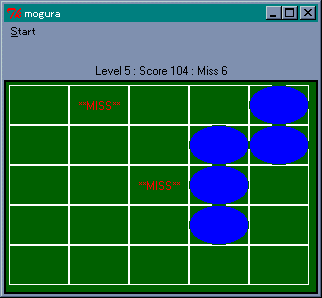 mogura
Start
Level 5 : Score 104 : Miss 6
**MISS**
**MISS**